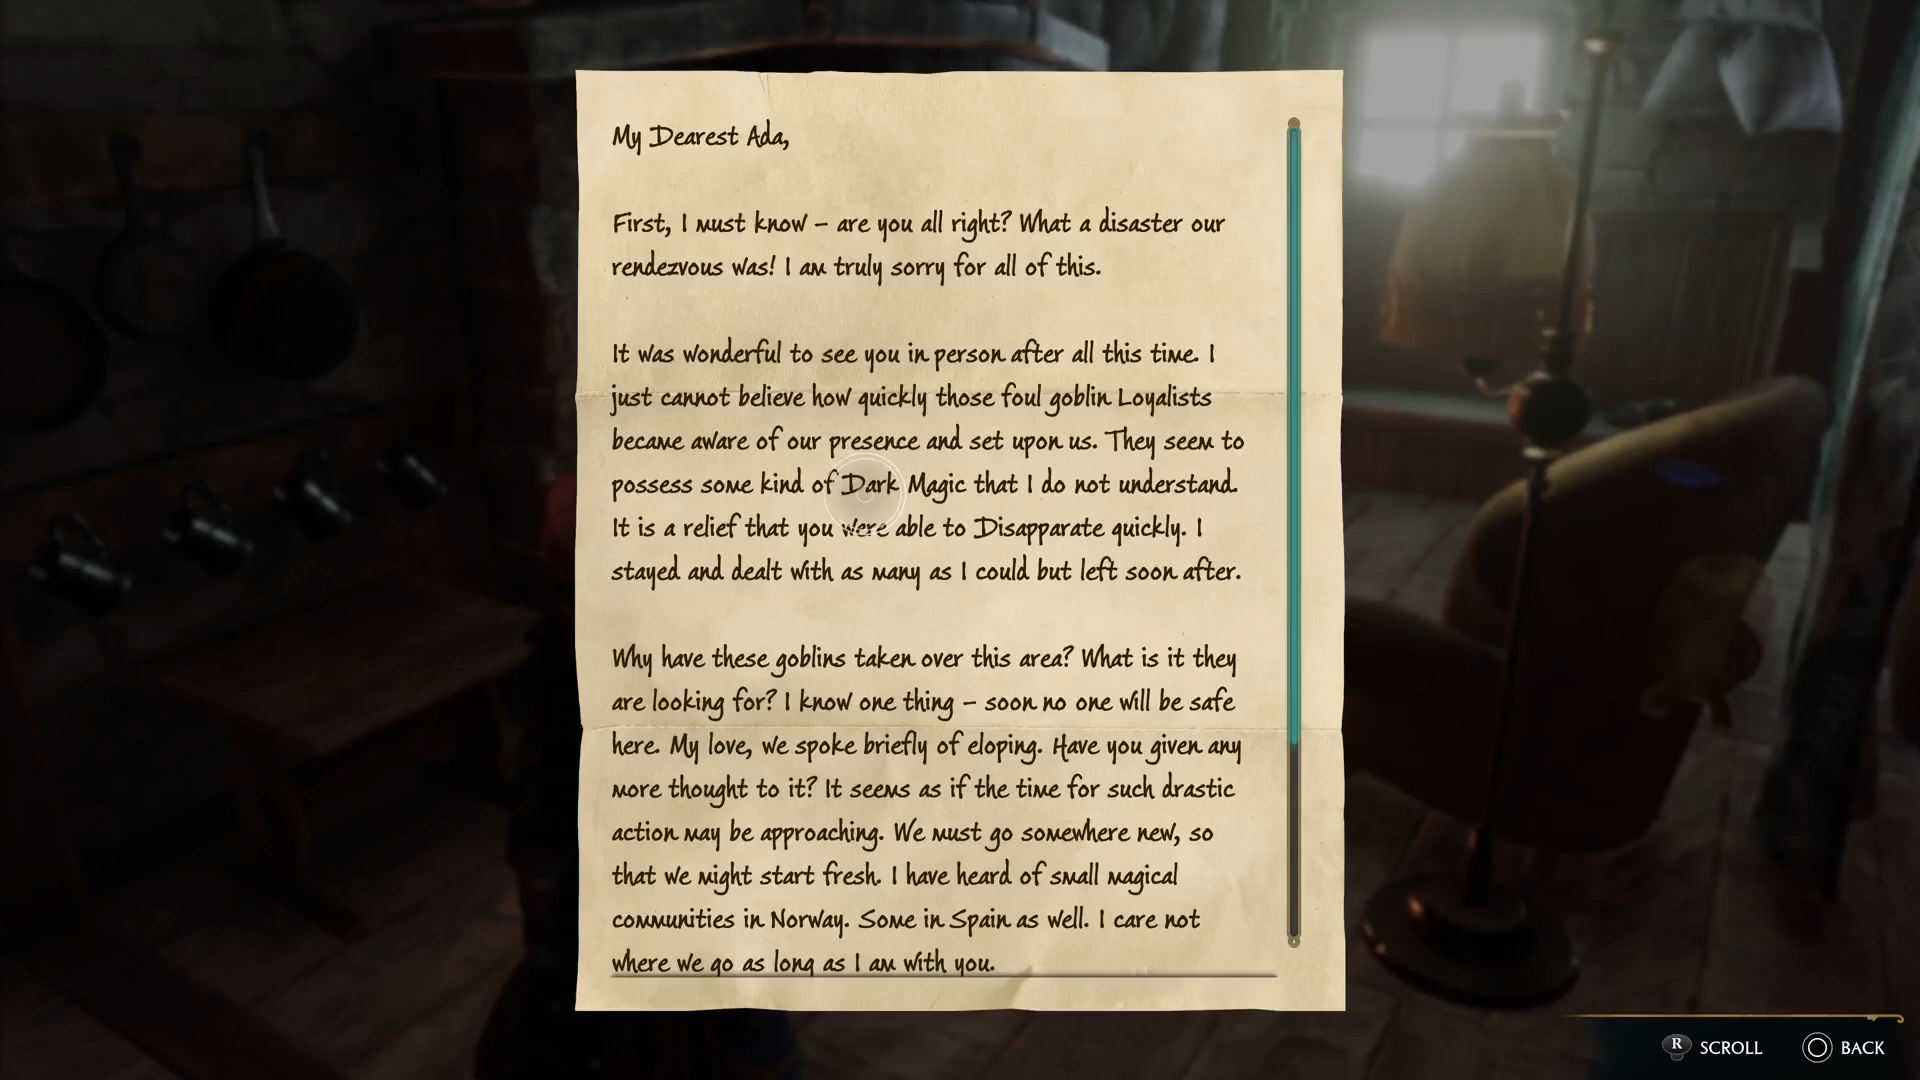 My Dearest Ada,
First, I must know – are you all right? What a disaster our
rendezvous was! I am truly sorry for all of this.
It was wonderful to see you in person after all this time. I
just cannot believe how quickly those foul goblin Loyalists
became aware of our presence and set upon us. They seem to
possess some kind of Dark Magic that I do not understand.
It is a relief that you were able to Disapparate quickly. I
stayed and dealt with as many as I could but left soon after.
Why have these goblins taken over this area? What is it they
are looking for? I know one thing – soon no one will be safe
here. My love, we spoke briefly of eloping. Have you given any
more thought to it? It seems as if the time for such drastic
action may be approaching. We must go somewhere new, so
that we might start fresh. I have heard of small magical
communities in Norway. Some in Spain as well. I care not
where we go as long as I am with you.
R SCROLL BACK